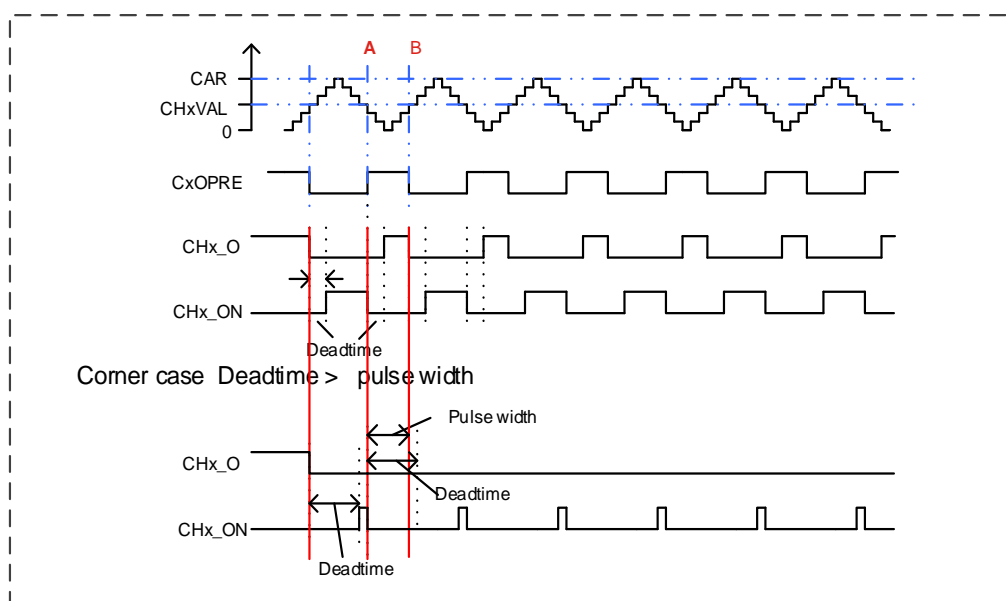 A B
CAR
CHxVAL
0
CxOPRE
CHx_O
CHx_ON
Deadtime
Corner case Deadtime > pulse width
Pulse width
CHx_O
Deadtime
CHx_ON
Deadtime